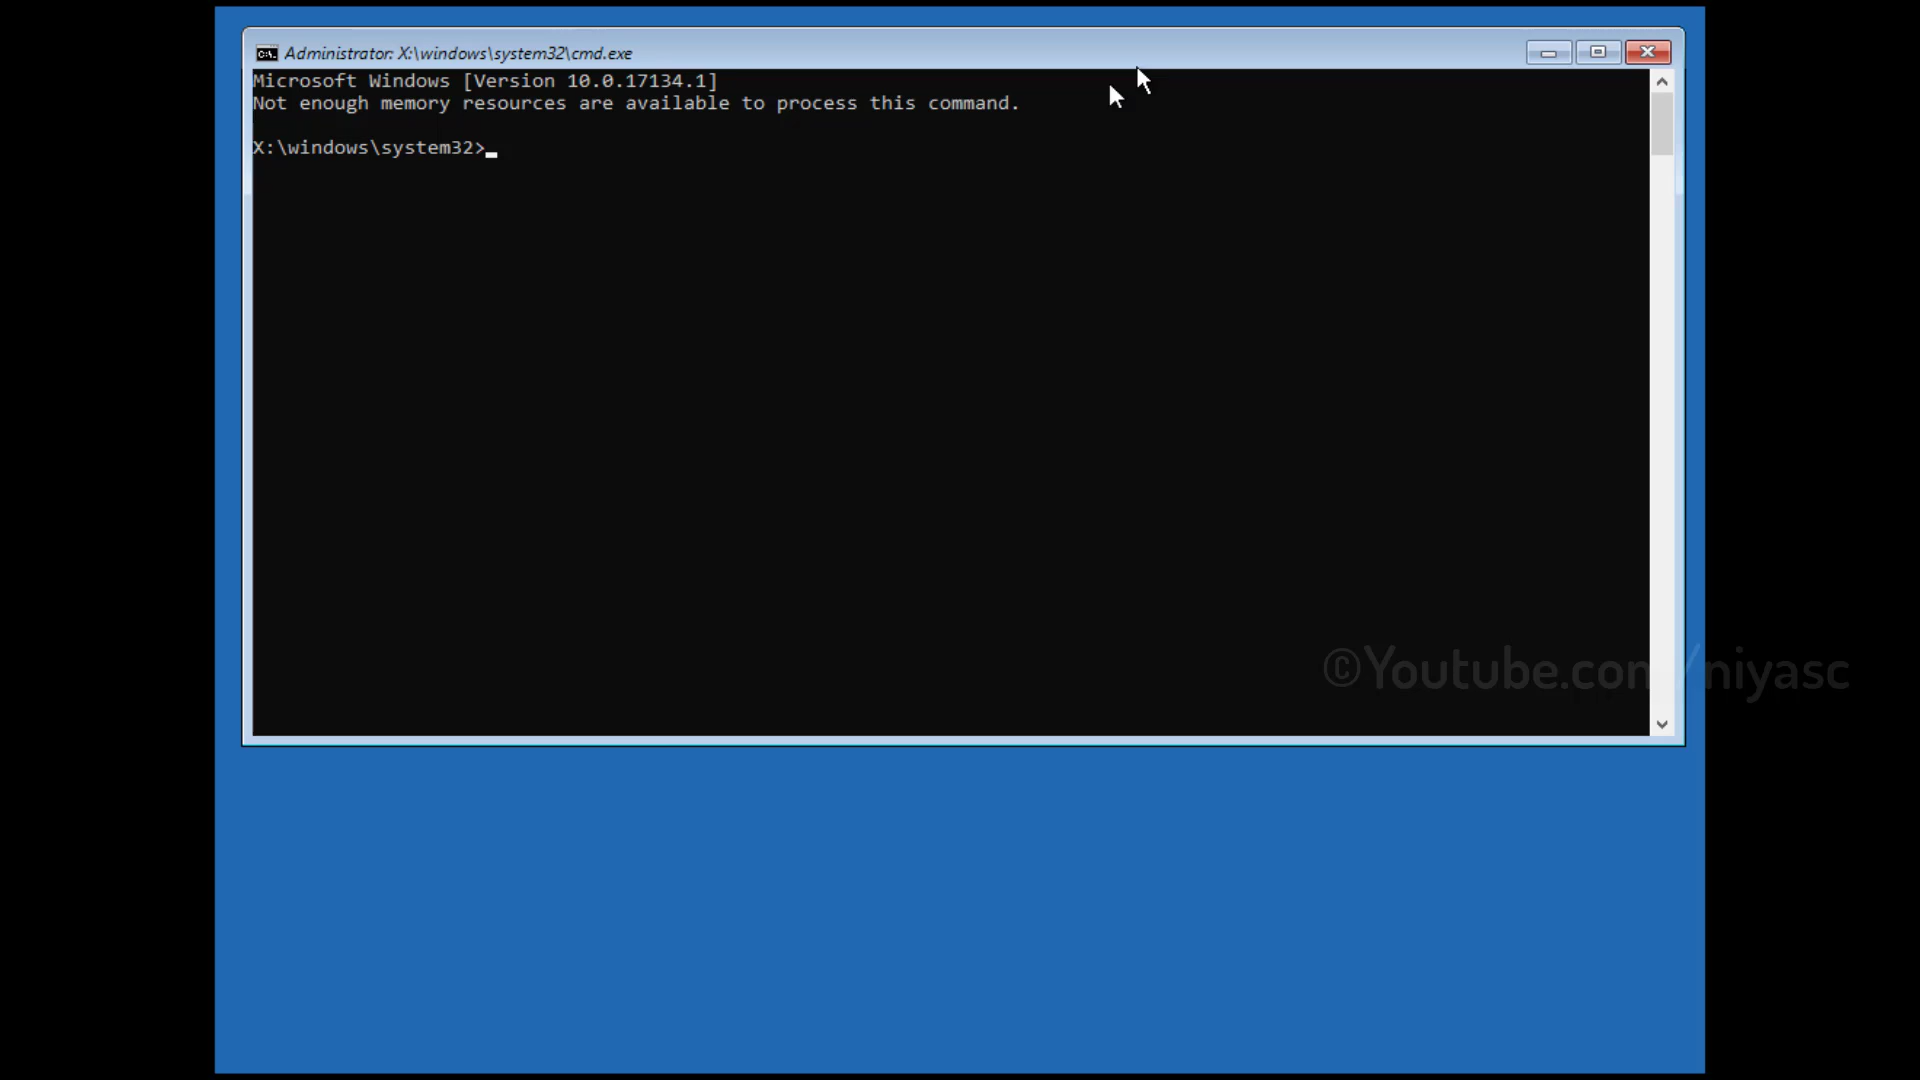 Administrator: X:\windows\system32\cmd.exe
Microsoft Windows [Version 10.0.17134.1]
Not enough memory resources are available to process this command.
X:\windows\system32>
©Youtube.com/niyasc